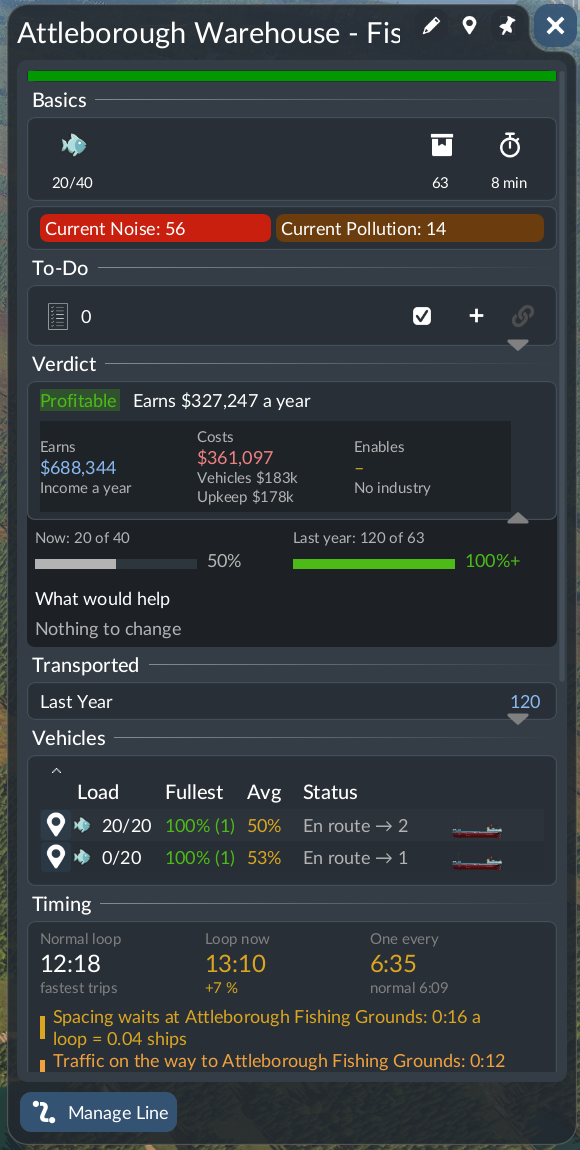 Attleborough Warehouse - Fis
Basics
20/40 63 8 min
Current Noise: 56 Current Pollution: 14
To-Do
0
Verdict
Profitable Earns $327,247 a year
Earns Costs Enables
$688,344 $361,097 –
Income a year Vehicles $183k No industry
Upkeep $178k
Now: 20 of 40 Last year: 120 of 63
50% 100%+
What would help
Nothing to change
Transported
Last Year 120
Vehicles
Load Fullest Avg Status
20/20 100% (1) 50% En route → 2
0/20 100% (1) 53% En route → 1
Timing
Normal loop Loop now One every
12:18 13:10 6:35
fastest trips +7 % normal 6:09
Spacing waits at Attleborough Fishing Grounds: 0:16 a
loop = 0.04 ships
Traffic on the way to Attleborough Fishing Grounds: 0:12
Manage Line